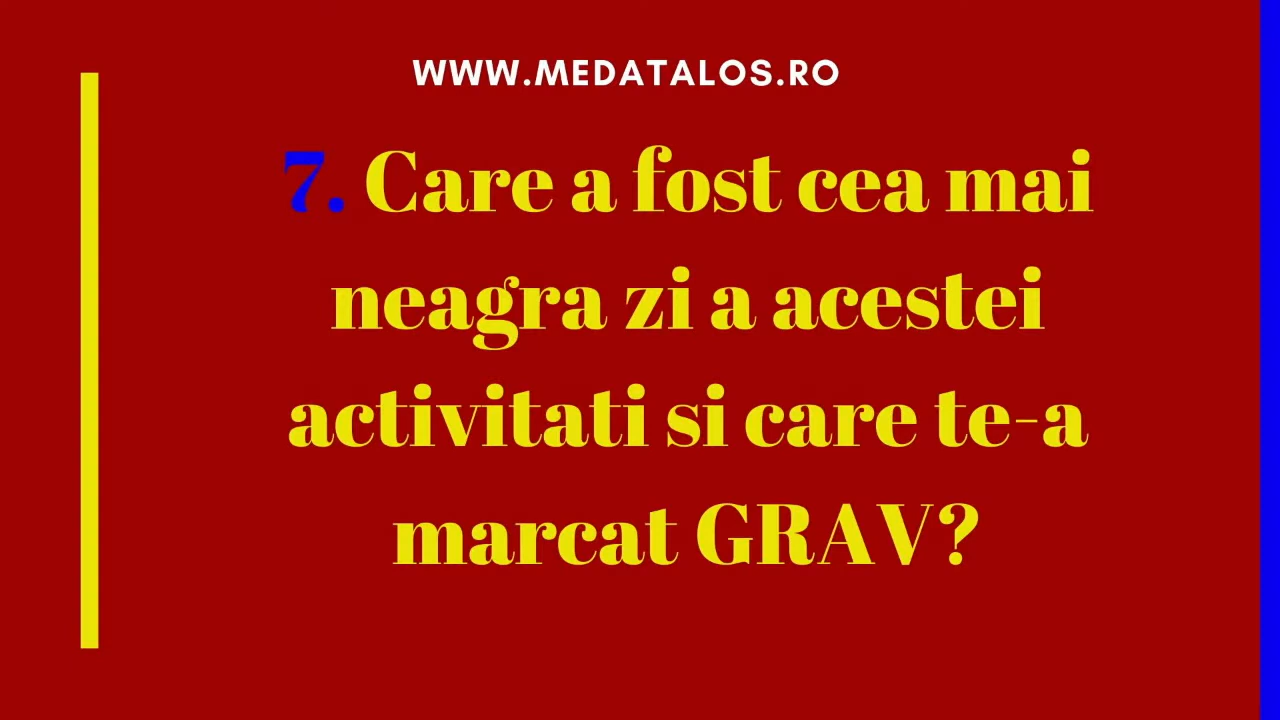 WWW.MEDATALOS.RO
7. Care a fost cea mai
neagra zi a acestei
activitati si care te-a
marcat GRAV?